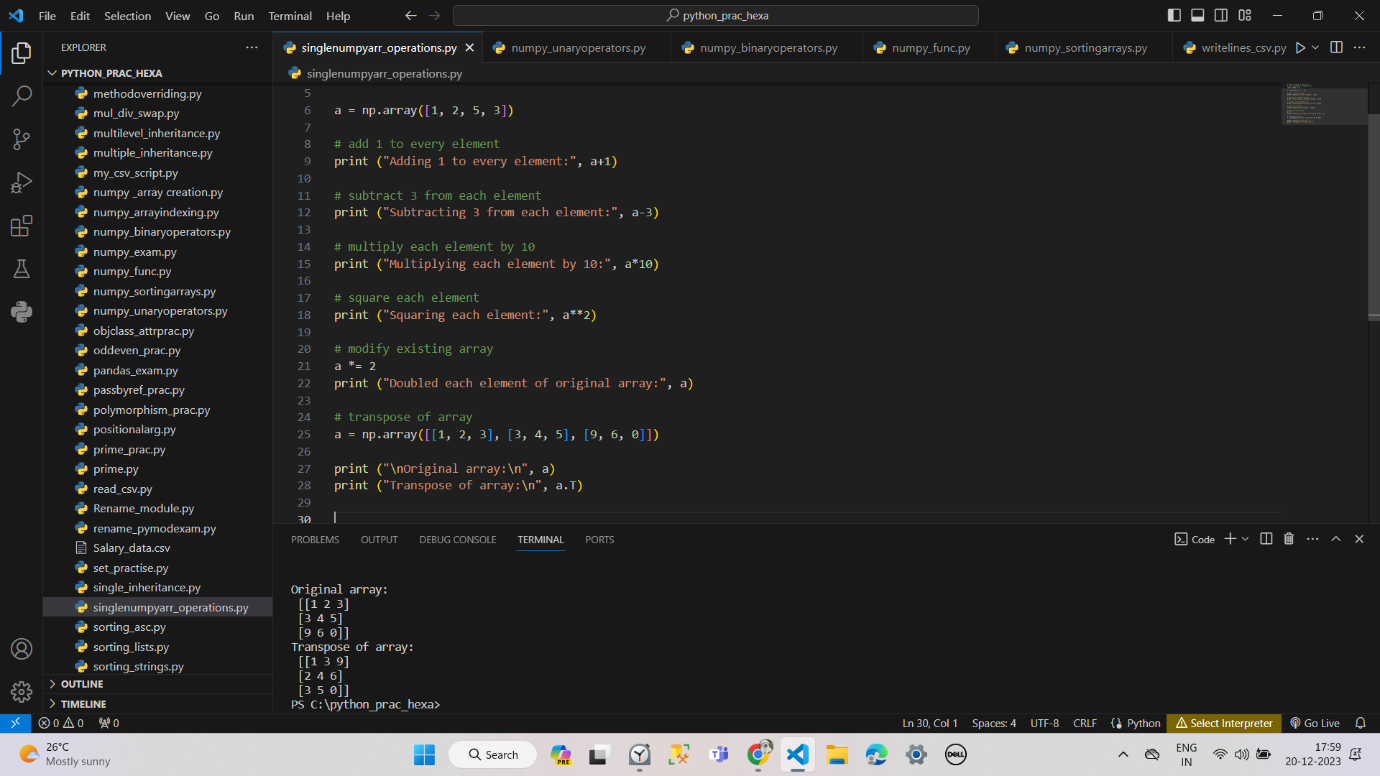 File Edit Selection View Go Run Terminal Help
python_prac_hexa
EXPLORER
PYTHON_PRAC_HEXA
methodoverriding.py
mul_div_swap.py
multilevel_inheritance.py
multiple_inheritance.py
my_csv_script.py
numpy _array creation.py
numpy_arrayindexing.py
numpy_binaryoperators.py
numpy_exam.py
numpy_func.py
numpy_sortingarrays.py
numpy_unaryoperators.py
objclass_attrprac.py
oddeven_prac.py
pandas_exam.py
passbyref_prac.py
polymorphism_prac.py
positionalarg.py
prime_prac.py
prime.py
read_csv.py
Rename_module.py
rename_pymodexam.py
Salary_data.csv
set_practise.py
single_inheritance.py
singlenumpyarr_operations.py
sorting_asc.py
sorting_lists.py
sorting_strings.py
OUTLINE
TIMELINE
singlenumpyarr_operations.py numpy_unaryoperators.py numpy_binaryoperators.py numpy_func.py numpy_sortingarrays.py writelines_csv.py
singlenumpyarr_operations.py
5
6 a = np.array([1, 2, 5, 3])
7
8 # add 1 to every element
9 print ("Adding 1 to every element:", a+1)
10
11 # subtract 3 from each element
12 print ("Subtracting 3 from each element:", a-3)
13
14 # multiply each element by 10
15 print ("Multiplying each element by 10:", a*10)
16
17 # square each element
18 print ("Squaring each element:", a**2)
19
20 # modify existing array
21 a *= 2
22 print ("Doubled each element of original array:", a)
23
24 # transpose of array
25 a = np.array([[1, 2, 3], [3, 4, 5], [9, 6, 0]])
26
27 print ("\nOriginal array:\n", a)
28 print ("Transpose of array:\n", a.T)
29
30
PROBLEMS OUTPUT DEBUG CONSOLE TERMINAL PORTS Code
Original array:
[[1 2 3]
[3 4 5]
[9 6 0]]
Transpose of array:
[[1 3 9]
[2 4 6]
[3 5 0]]
PS C:\python_prac_hexa>
0 0 0 Ln 30, Col 1 Spaces: 4 UTF-8 CRLF Python Select Interpreter Go Live
26°C
Mostly sunny
Search
PRE
DELL
ENG
IN
17:59
20-12-2023